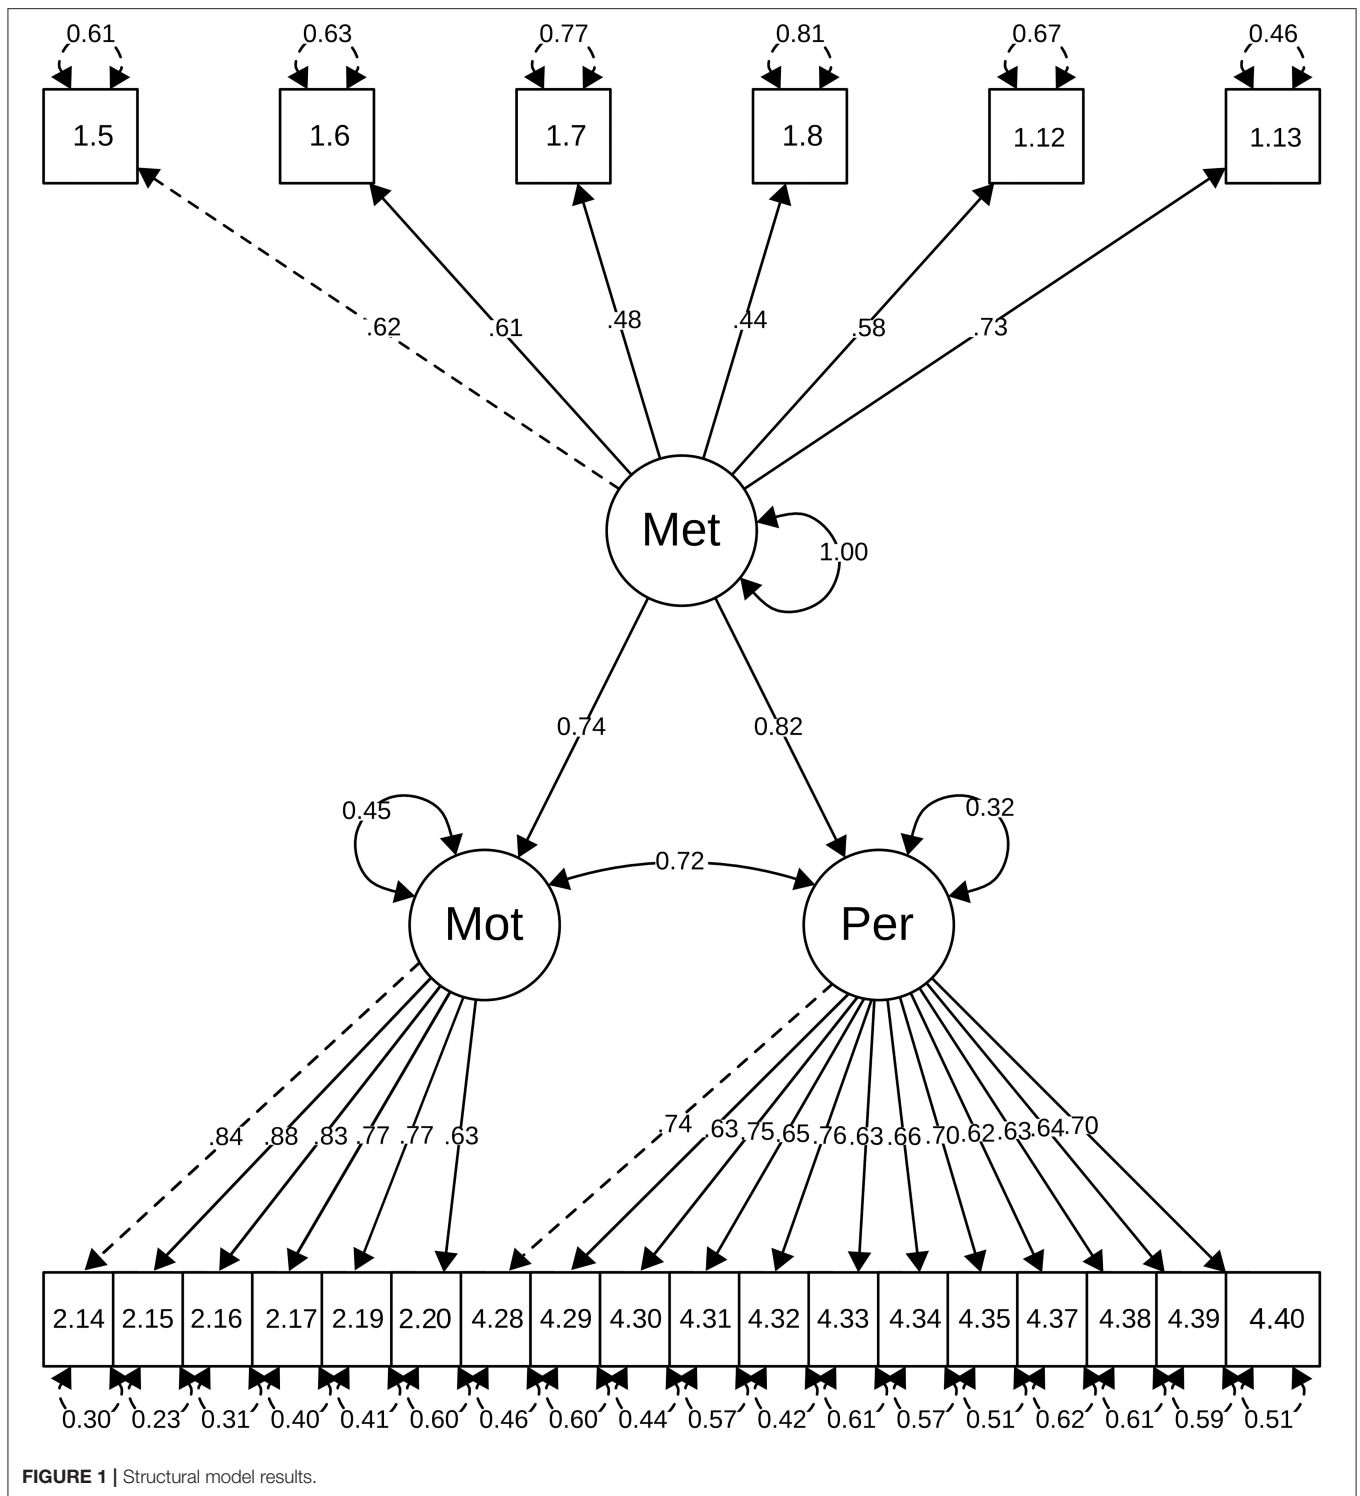 0.61 0.63 0.77 0.81 0.67 0.46
1.5 1.6 1.7 1.8 1.12 1.13
.62 .61 .48 .44 .58 .73
Met
1.00
0.74 0.82
0.45 0.32
0.72
Mot Per
.84 .88 .83 .77 .77 .63 .74 .63 .75 .65 .76 .63 .66 .70 .62 .63 .64 .70
2.14 2.15 2.16 2.17 2.19 2.20 4.28 4.29 4.30 4.31 4.32 4.33 4.34 4.35 4.37 4.38 4.39 4.40
0.30 0.23 0.31 0.40 0.41 0.60 0.46 0.60 0.44 0.57 0.42 0.61 0.57 0.51 0.62 0.61 0.59 0.51
FIGURE 1 | Structural model results.